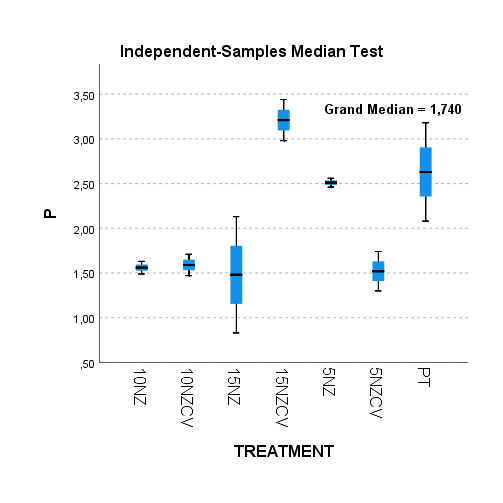 Independent-Samples Median Test
Grand Median = 1,740
3,50
3,00
2,50
2,00
1,50
1,00
,50
P
10NZ
10NZCV
15NZ
15NZCV
5NZ
5NZCV
PT
TREATMENT